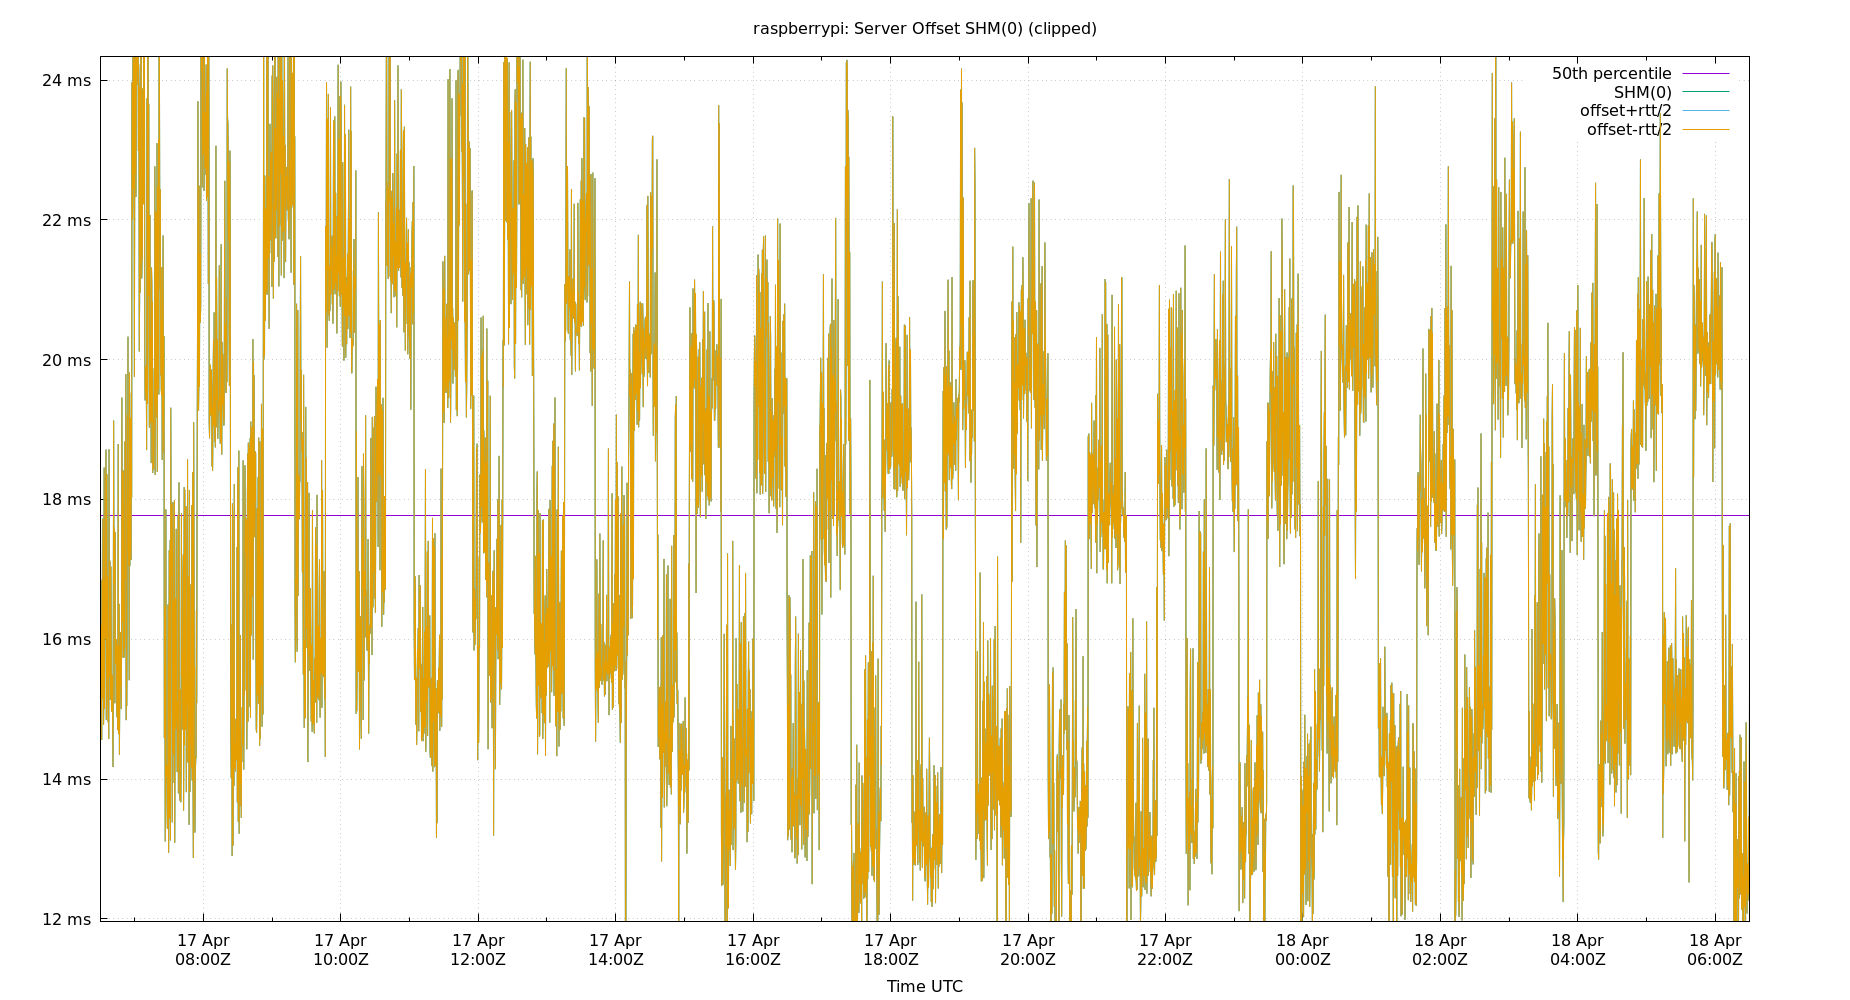 raspberrypi: Server Offset SHM(0) (clipped)
50th percentile
SHM(0)
offset+rtt/2
offset-rtt/2
24 ms
22 ms
20 ms
18 ms
16 ms
14 ms
12 ms
17 Apr 17 Apr 17 Apr 17 Apr 17 Apr 17 Apr 17 Apr 17 Apr 18 Apr 18 Apr 18 Apr 18 Apr
08:00Z 10:00Z 12:00Z 14:00Z 16:00Z 18:00Z 20:00Z 22:00Z 00:00Z 02:00Z 04:00Z 06:00Z
Time UTC